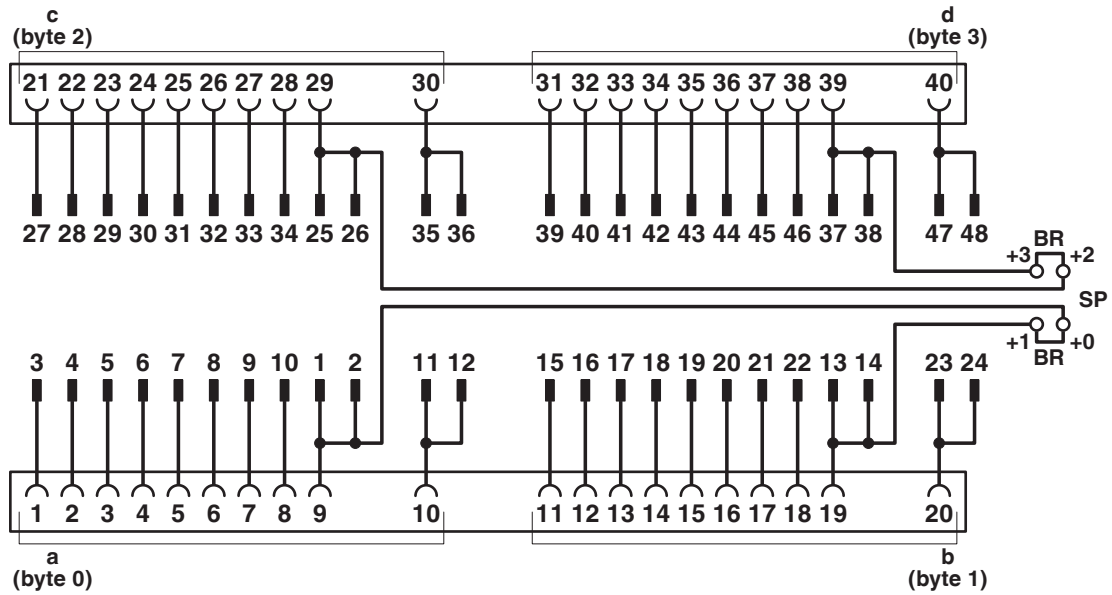 c d
(byte 2) (byte 3)
21 22 23 24 25 26 27 28 29 30 31 32 33 34 35 36 37 38 39 40
27 28 29 30 31 32 33 34 25 26 35 36 39 40 41 42 43 44 45 46 37 38 47 48
BR
+3 +2
SP
+1 +0
BR
3 4 5 6 7 8 9 10 1 2 11 12 15 16 17 18 19 20 21 22 13 14 23 24
1 2 3 4 5 6 7 8 9 10 11 12 13 14 15 16 17 18 19 20
a b
(byte 0) (byte 1)